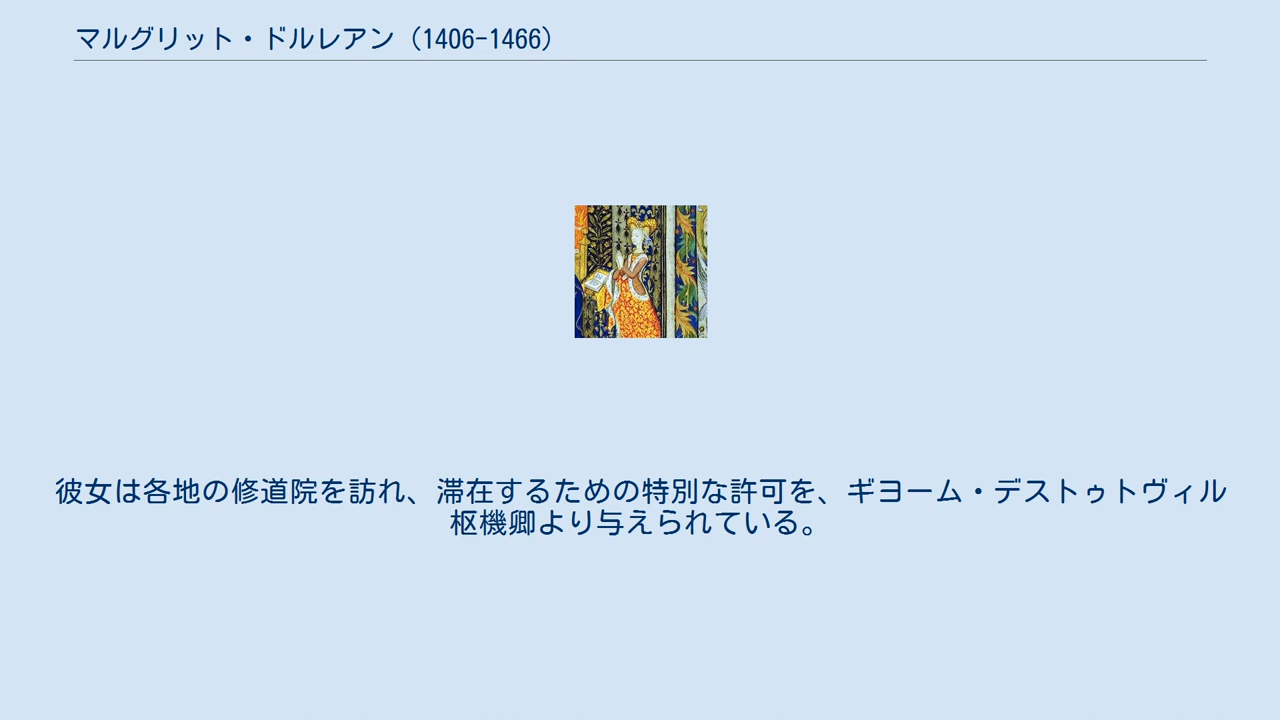 マルグリット・ドルレアン（1406-1466）
彼女は各地の修道院を訪れ、滞在するための特別な許可を、ギヨーム・デストゥトヴィル
枢機卿より与えられている。